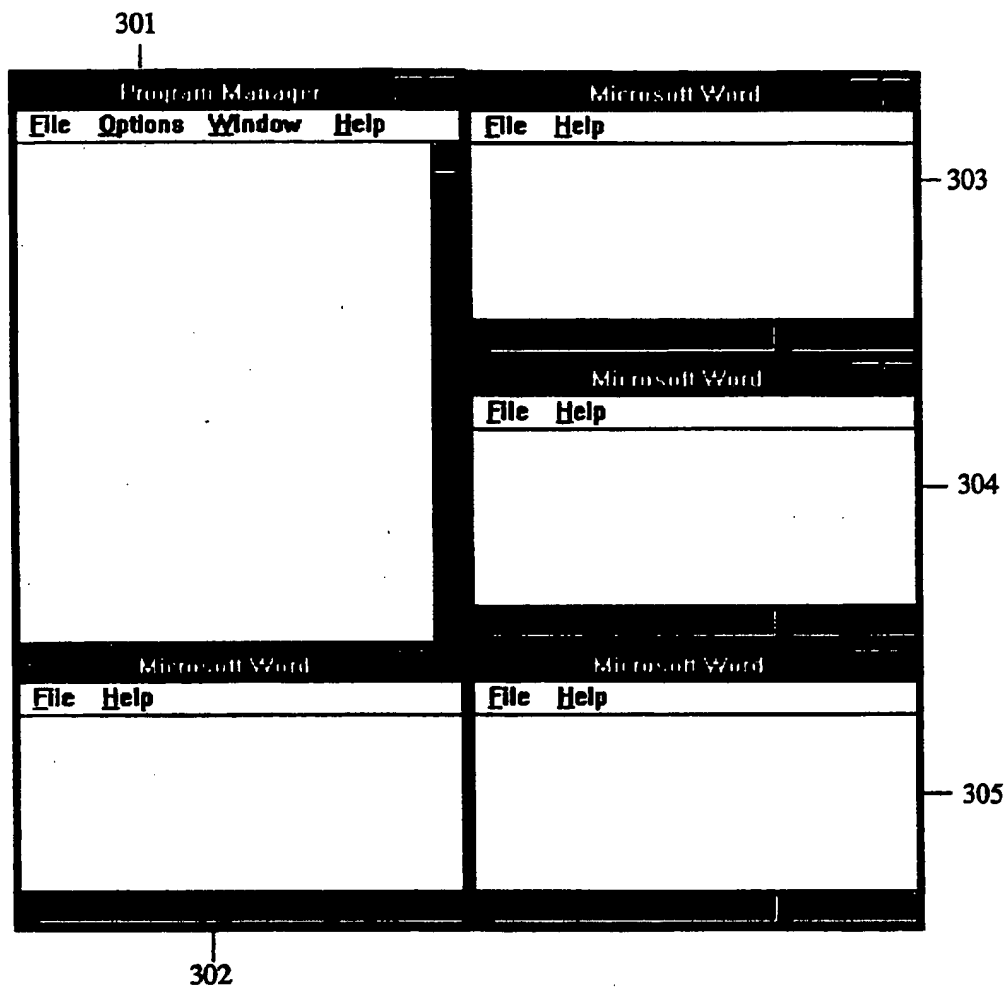 301
Program Manager
File Options Window Help
Microsoft Word
File Help
303
Microsoft Word
File Help
304
Microsoft Word
File Help
302
Microsoft Word
File Help
305